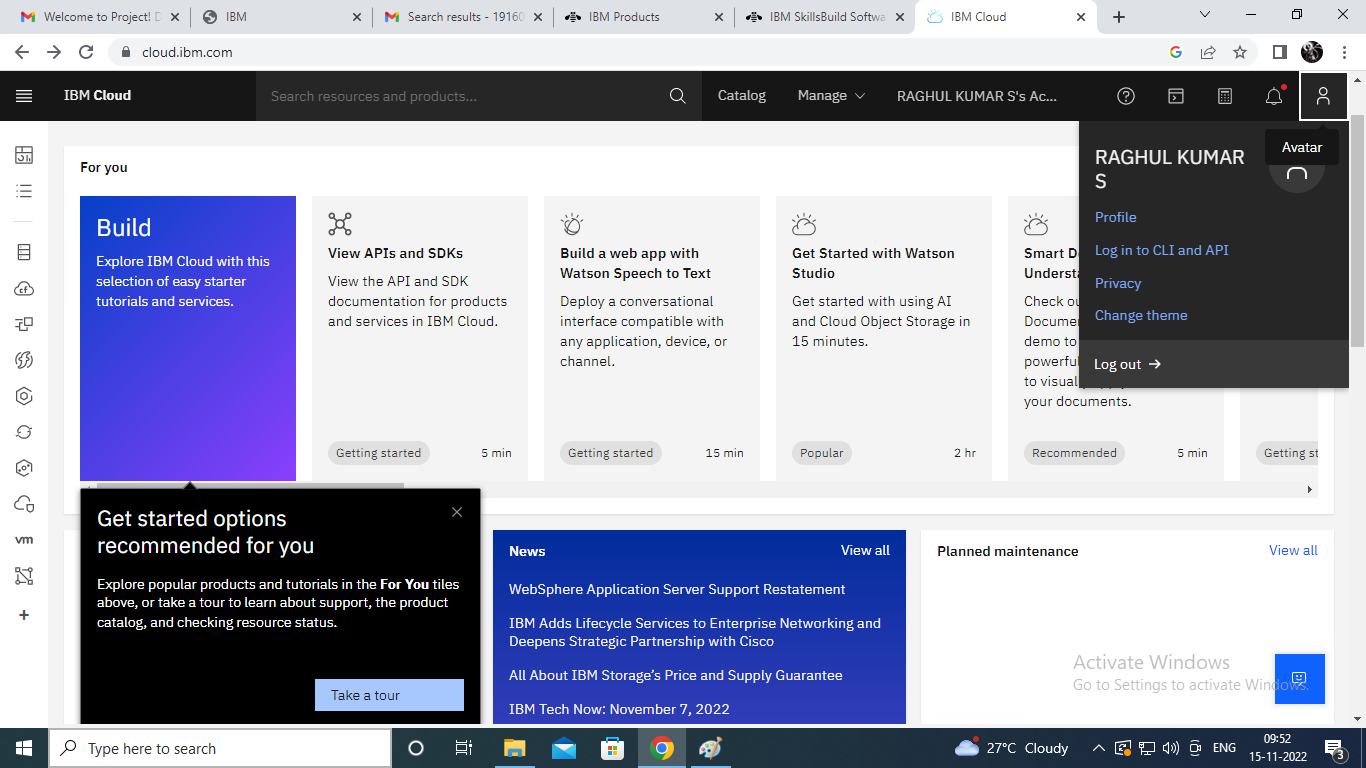 Welcome to Project! D
IBM
Search results - 19160
IBM Products
IBM SkillsBuild Softwa
IBM Cloud
cloud.ibm.com
IBM Cloud
Search resources and products...
Catalog
Manage
RAGHUL KUMAR S's Ac...
For you
Build
Explore IBM Cloud with this
selection of easy starter
tutorials and services.
View APIs and SDKs
View the API and SDK
documentation for products
and services in IBM Cloud.
Getting started
5 min
Build a web app with
Watson Speech to Text
Deploy a conversational
interface compatible with
any application, device, or
channel.
Getting started
15 min
Get Started with Watson
Studio
Get started with using AI
and Cloud Object Storage in
15 minutes.
Popular
2 hr
Smart D
Understa
Check ou
Documen
demo to
powerful
to visual
your documents.
Recommended
5 min
Getting st
Avatar
RAGHUL KUMAR
S
Profile
Log in to CLI and API
Privacy
Change theme
Log out →
cf
vm
Get started options
recommended for you
Explore popular products and tutorials in the For You tiles
above, or take a tour to learn about support, the product
catalog, and checking resource status.
Take a tour
News
View all
WebSphere Application Server Support Restatement
IBM Adds Lifecycle Services to Enterprise Networking and
Deepens Strategic Partnership with Cisco
All About IBM Storage's Price and Supply Guarantee
IBM Tech Now: November 7, 2022
Planned maintenance
View all
Activate Windows
Go to Settings to activate Windows.
Type here to search
27°C Cloudy
ENG
09:52
15-11-2022
3